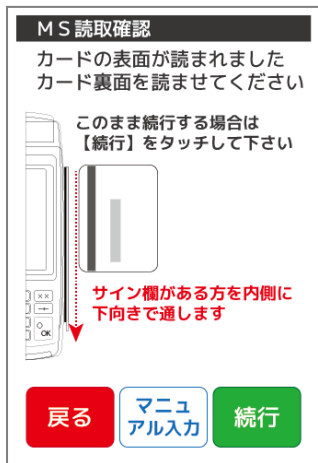 ＭＳ読取確認
カードの表面が読まれました
カード裏面を読ませてください
このまま続行する場合は
【続行】をタッチして下さい
サイン欄がある方を内側に
下向きで通します
××
OK
戻る
マニュ
アル入力
続行